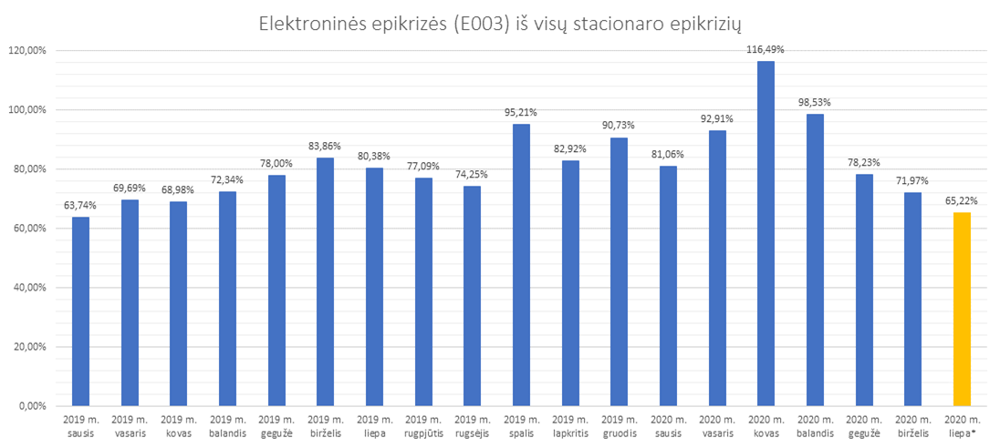 Elektroninės epikrizės (E003) iš visų stacionaro epikrizių
120,00%
100,00%
80,00%
60,00%
40,00%
20,00%
0,00%
63,74%
69,69%
68,98%
72,34%
78,00%
83,86%
80,38%
77,09%
74,25%
95,21%
82,92%
90,73%
81,06%
92,91%
116,49%
98,53%
78,23%
71,97%
65,22%
2019 m.
sausis
2019 m.
vasaris
2019 m.
kovas
2019 m.
balandis
2019 m.
gegužė
2019 m.
birželis
2019 m.
liepa
2019 m.
rugpjūtis
2019 m.
rugsėjis
2019 m.
spalis
2019 m.
lapkritis
2019 m.
gruodis
2020 m.
sausis
2020 m.
vasaris
2020 m.
kovas
2020 m.
balandis
2020 m.
gegužė
2020 m.
birželis
2020 m.
liepa*